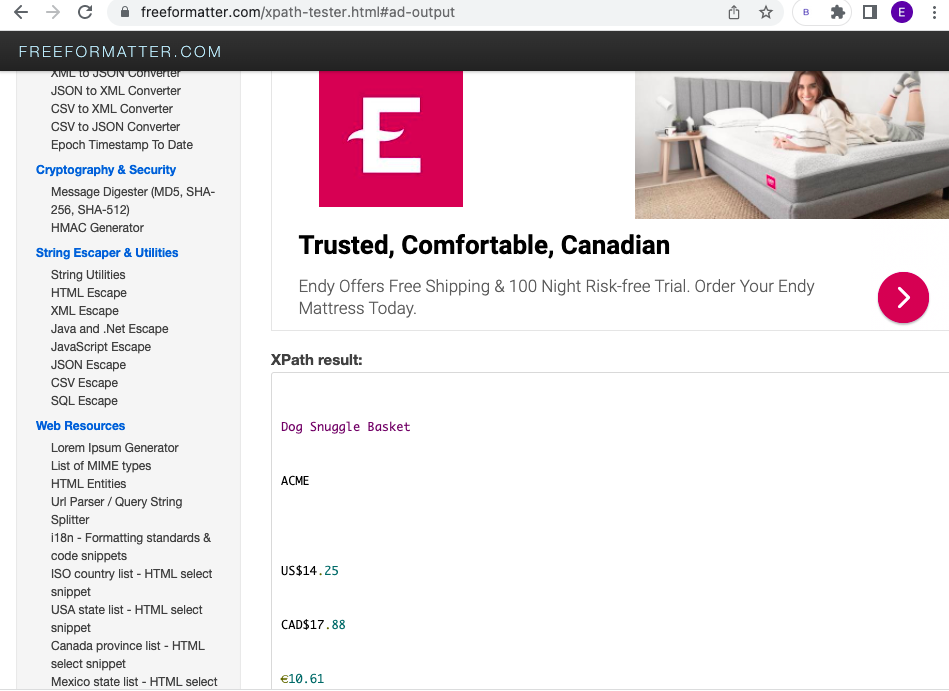 freeformatter.com/xpath-tester.html#ad-output
B
E
FREEFORMATTER.COM
XML to JSON Converter
JSON to XML Converter
CSV to XML Converter
CSV to JSON Converter
Epoch Timestamp To Date
Cryptography & Security
Message Digester (MD5, SHA-
256, SHA-512)
HMAC Generator
String Escaper & Utilities
String Utilities
HTML Escape
XML Escape
Java and .Net Escape
JavaScript Escape
JSON Escape
CSV Escape
SQL Escape
Web Resources
Lorem Ipsum Generator
List of MIME types
HTML Entities
Url Parser / Query String
Splitter
i18n - Formatting standards &
code snippets
ISO country list - HTML select
snippet
USA state list - HTML select
snippet
Canada province list - HTML
select snippet
Mexico state list - HTML select
E
Trusted, Comfortable, Canadian
Endy Offers Free Shipping & 100 Night Risk-free Trial. Order Your Endy
Mattress Today.
XPath result:
Dog Snuggle Basket
ACME
US$14.25
CAD$17.88
€10.61